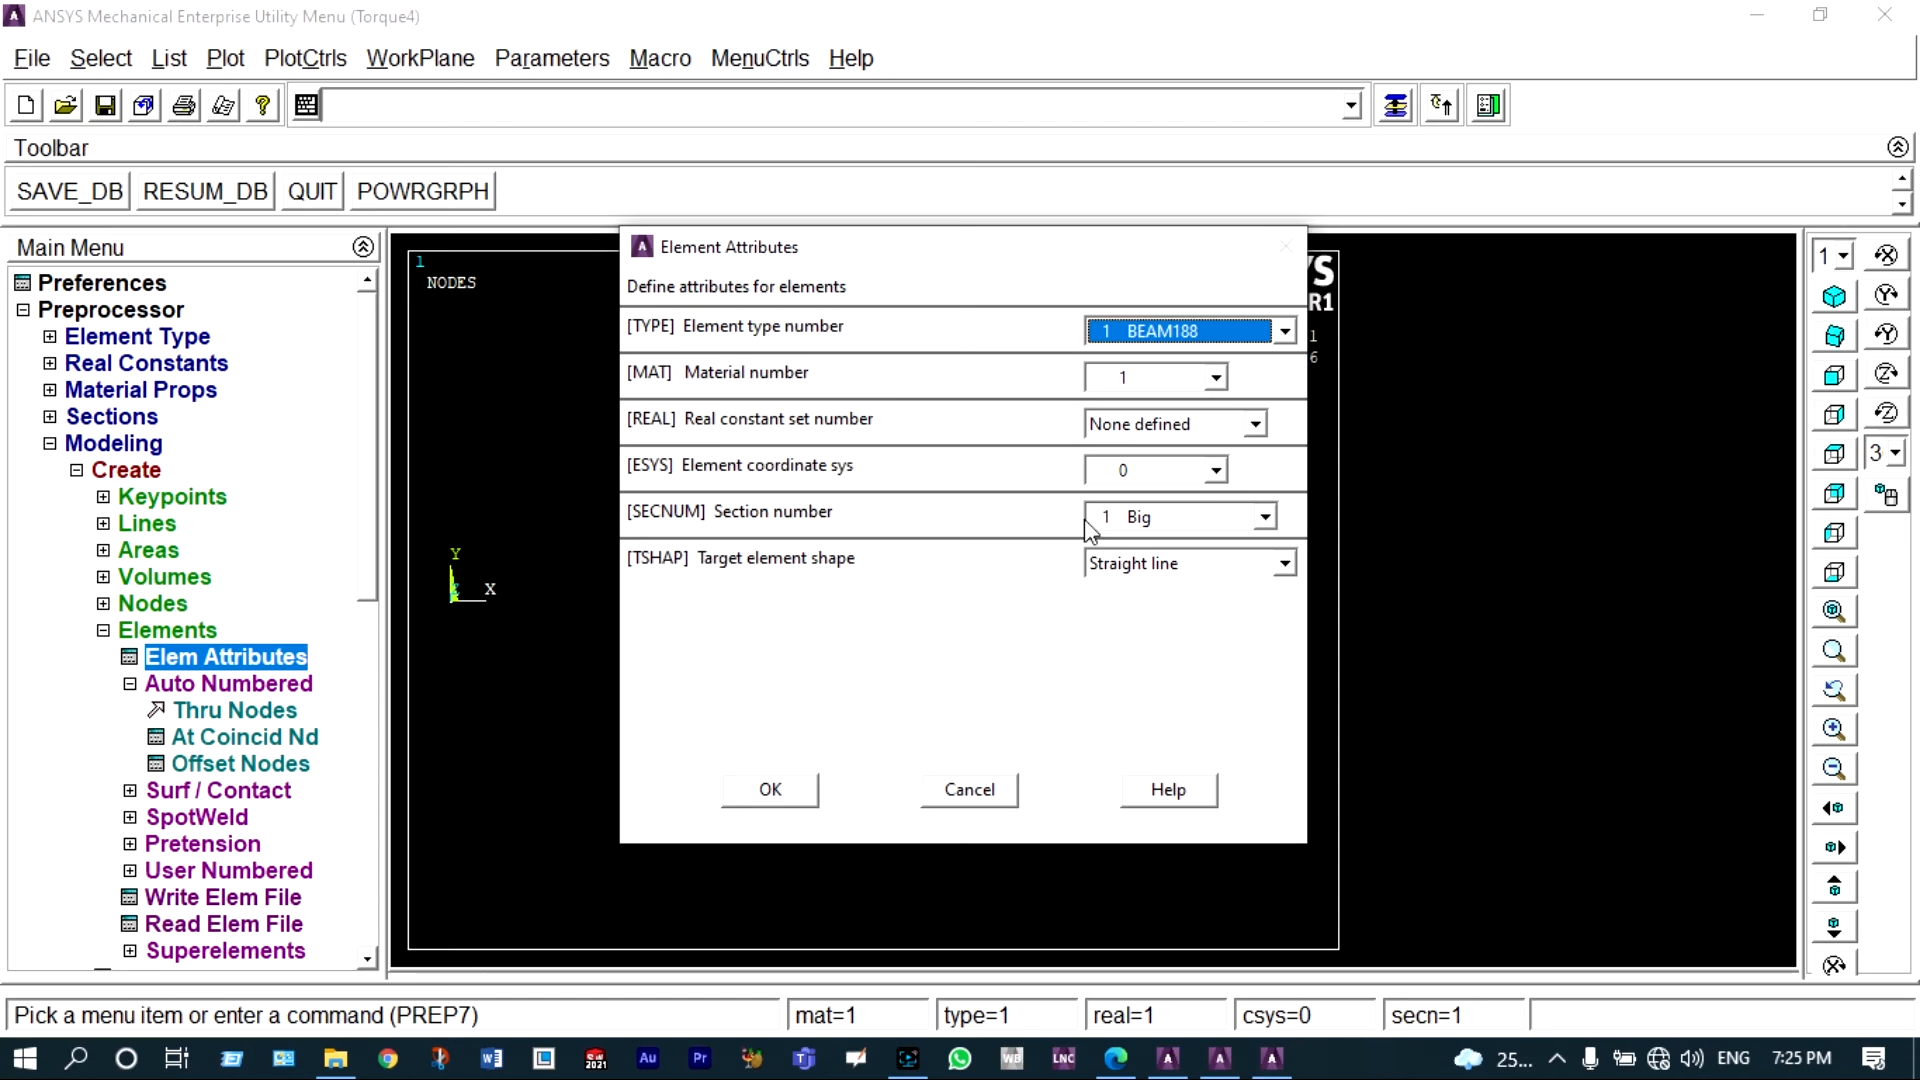 ANSYS Mechanical Enterprise Utility Menu (Torque4)
File Select List Plot PlotCtrls WorkPlane Parameters Macro MenuCtrls Help
Toolbar
SAVE_DB RESUM_DB QUIT POWRGRPH
Main Menu
Preferences
Preprocessor
Element Type
Real Constants
Material Props
Sections
Modeling
Create
Keypoints
Lines
Areas
Volumes
Nodes
Elements
Elem Attributes
Auto Numbered
Thru Nodes
At Coincid Nd
Offset Nodes
Surf / Contact
SpotWeld
Pretension
User Numbered
Write Elem File
Read Elem File
Superelements
1
NODES
YS
R1
1
6
Y
X
Element Attributes
Define attributes for elements
[TYPE] Element type number 1 BEAM188
[MAT] Material number 1
[REAL] Real constant set number None defined
[ESYS] Element coordinate sys 0
[SECNUM] Section number 1 Big
[TSHAP] Target element shape Straight line
OK Cancel Help
1
3
Pick a menu item or enter a command (PREP7) mat=1 type=1 real=1 csys=0 secn=1
25... ENG 7:25 PM